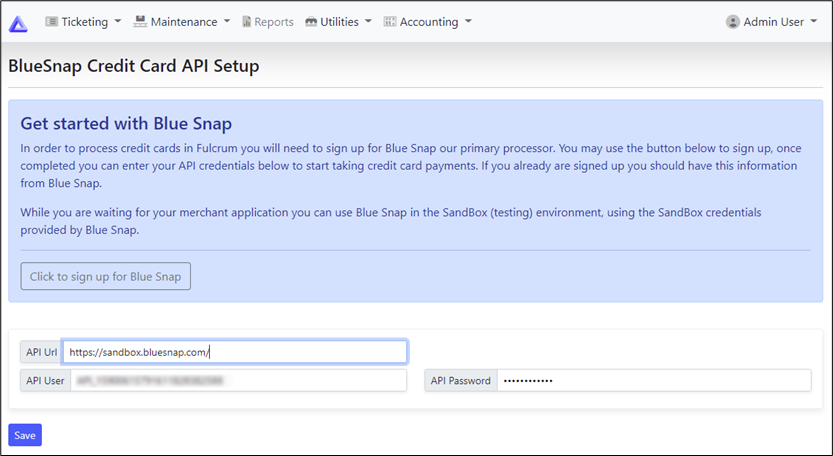 Ticketing Maintenance Reports Utilities Accounting Admin User
BlueSnap Credit Card API Setup
Get started with Blue Snap
In order to process credit cards in Fulcrum you will need to sign up for Blue Snap our primary processor. You may use the button below to sign up, once
completed you can enter your API credentials below to start taking credit card payments. If you already are signed up you should have this information
from Blue Snap.
While you are waiting for your merchant application you can use Blue Snap in the SandBox (testing) environment, using the SandBox credentials
provided by Blue Snap.
Click to sign up for Blue Snap
API Url https://sandbox.bluesnap.com/
API User
API Password ••••••••••••
Save